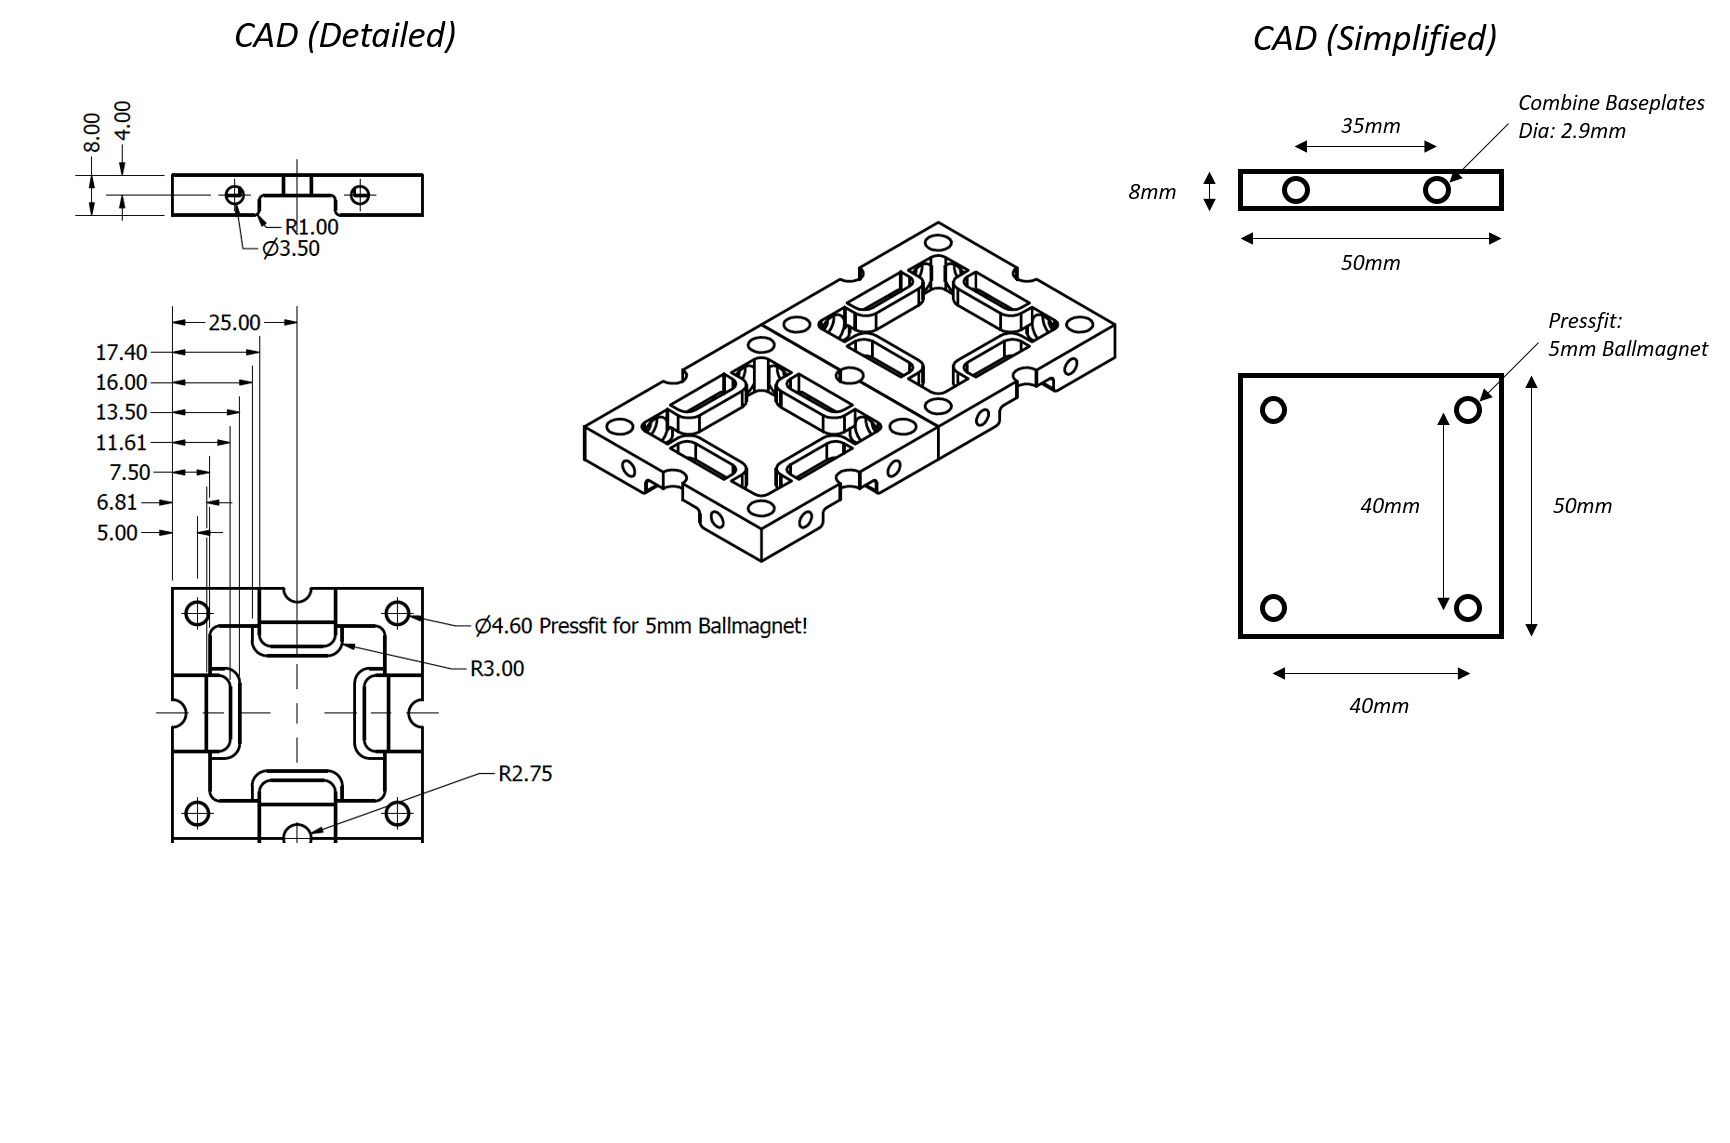 CAD (Detailed)
8.00
4.00
R1.00
Ø3.50
25.00
17.40
16.00
13.50
11.61
7.50
6.81
5.00
Ø4.60 Pressfit for 5mm Ballmagnet!
R3.00
R2.75
CAD (Simplified)
Combine Baseplates
Dia: 2.9mm
35mm
8mm
50mm
Pressfit:
5mm Ballmagnet
40mm
50mm
40mm